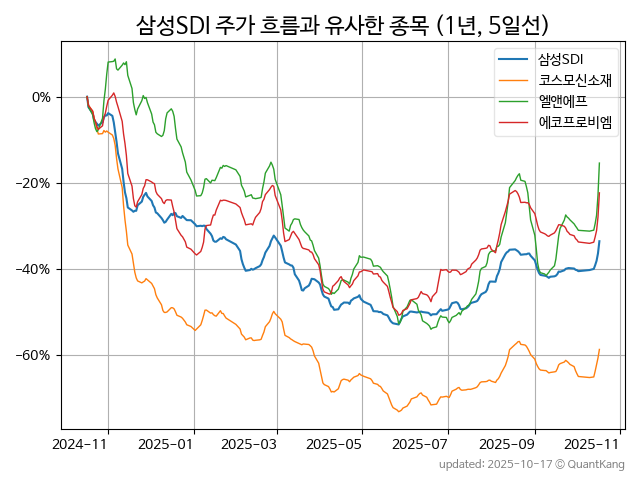 삼성SDI 주가 흐름과 유사한 종목 (1년, 5일선)
삼성SDI
코스모신소재
엘앤에프
에코프로비엠
0%
−20%
−40%
−60%
2024-11 2025-01 2025-03 2025-05 2025-07 2025-09 2025-11
updated: 2025-10-17 © QuantKang